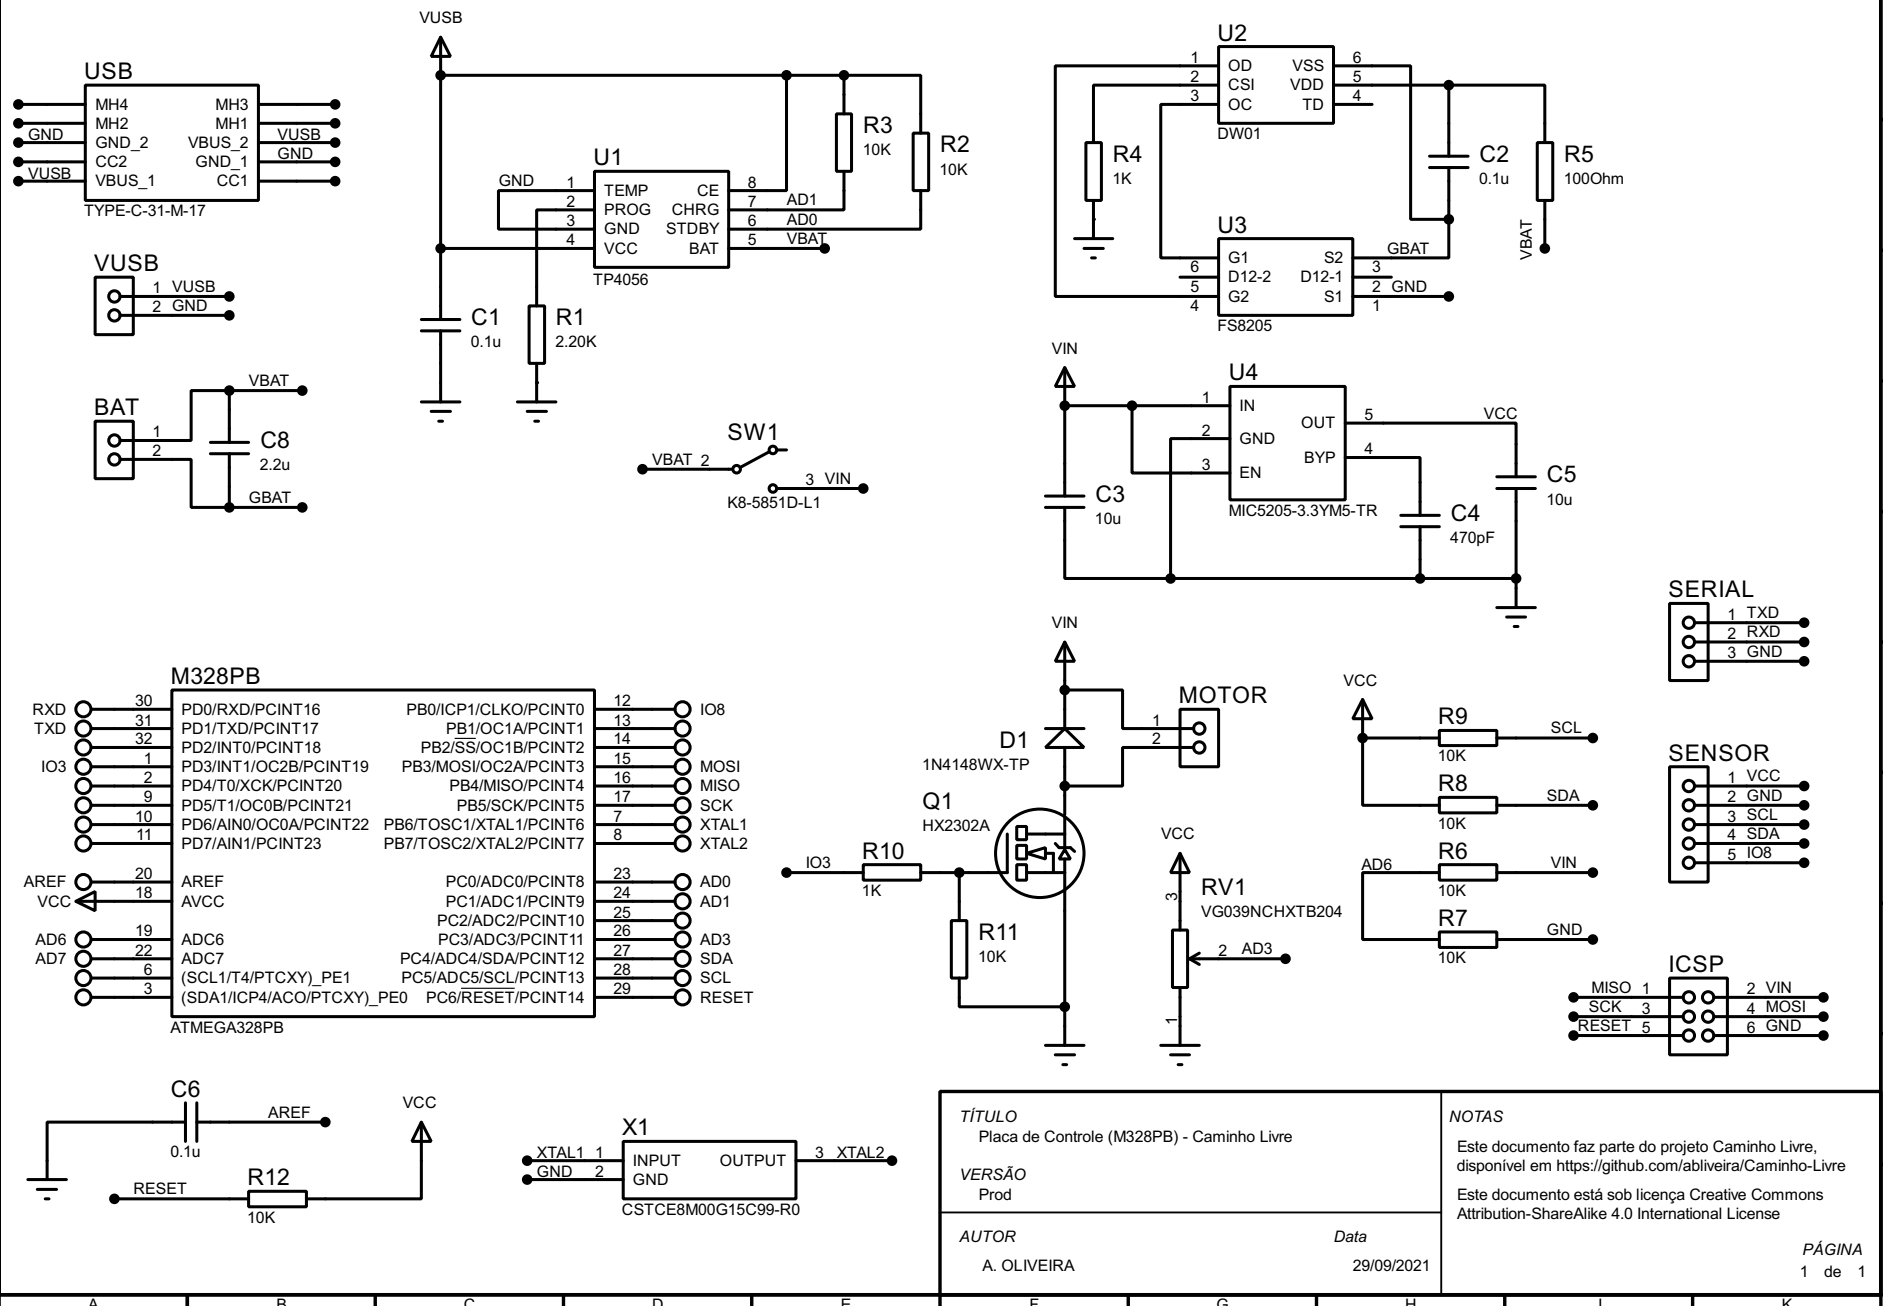 VUSB
USB
MH4 MH3
MH2 MH1
GND GND_2 VBUS_2 VUSB
CC2 GND_1 GND
VUSB VBUS_1 CC1
TYPE-C-31-M-17
VUSB
1 VUSB
2 GND
BAT
1
2
VBAT
C8
2.2u
GBAT
U1
GND 1 TEMP CE 8
2 PROG CHRG 7 AD1
3 GND STDBY 6 AD0
4 VCC BAT 5 VBAT
TP4056
R3
10K
R2
10K
C1
0.1u
R1
2.20K
SW1
VBAT 2
3 VIN
K8-5851D-L1
U2
1 OD VSS 6
2 CSI VDD 5
3 OC TD 4
DW01
R4
1K
C2
0.1u
R5
100Ohm
VBAT
U3
G1 S2 GBAT
6 D12-2 D12-1 3
5 G2 S1 2 GND
4 1
FS8205
VIN
U4
1 IN
OUT 5 VCC
2 GND
BYP 4
3 EN
MIC5205-3.3YM5-TR
C3
10u
C4
470pF
C5
10u
SERIAL
1 TXD
2 RXD
3 GND
M328PB
RXD 30 PD0/RXD/PCINT16 PB0/ICP1/CLKO/PCINT0 12 IO8
TXD 31 PD1/TXD/PCINT17 PB1/OC1A/PCINT1 13
32 PD2/INT0/PCINT18 PB2/SS/OC1B/PCINT2 14
IO3 1 PD3/INT1/OC2B/PCINT19 PB3/MOSI/OC2A/PCINT3 15 MOSI
2 PD4/T0/XCK/PCINT20 PB4/MISO/PCINT4 16 MISO
9 PD5/T1/OC0B/PCINT21 PB5/SCK/PCINT5 17 SCK
10 PD6/AIN0/OC0A/PCINT22 PB6/TOSC1/XTAL1/PCINT6 7 XTAL1
11 PD7/AIN1/PCINT23 PB7/TOSC2/XTAL2/PCINT7 8 XTAL2
AREF 20 AREF PC0/ADC0/PCINT8 23 AD0
VCC 18 AVCC PC1/ADC1/PCINT9 24 AD1
PC2/ADC2/PCINT10 25
AD6 19 ADC6 PC3/ADC3/PCINT11 26 AD3
AD7 22 ADC7 PC4/ADC4/SDA/PCINT12 27 SDA
6 (SCL1/T4/PTCXY)_PE1 PC5/ADC5/SCL/PCINT13 28 SCL
3 (SDA1/ICP4/ACO/PTCXY)_PE0 PC6/RESET/PCINT14 29 RESET
ATMEGA328PB
VIN
MOTOR
1
2
D1
1N4148WX-TP
Q1
HX2302A
IO3
R10
1K
R11
10K
VCC
RV1
VG039NCHXTB204
3
2 AD3
1
VCC
R9 SCL
10K
R8 SDA
10K
AD6 R6 VIN
10K
R7 GND
10K
SENSOR
1 VCC
2 GND
3 SCL
4 SDA
5 IO8
ICSP
MISO 1 2 VIN
SCK 3 4 MOSI
RESET 5 6 GND
C6
AREF
0.1u
VCC
RESET R12
10K
X1
XTAL1 1 INPUT OUTPUT 3 XTAL2
GND 2 GND
CSTCE8M00G15C99-R0
TÍTULO
Placa de Controle (M328PB) - Caminho Livre
VERSÃO
Prod
AUTOR Data
A. OLIVEIRA 29/09/2021
NOTAS
Este documento faz parte do projeto Caminho Livre,
disponível em https://github.com/abliveira/Caminho-Livre
Este documento está sob licença Creative Commons
Attribution-ShareAlike 4.0 International License
PÁGINA
1 de 1
A B C D E F G H I K